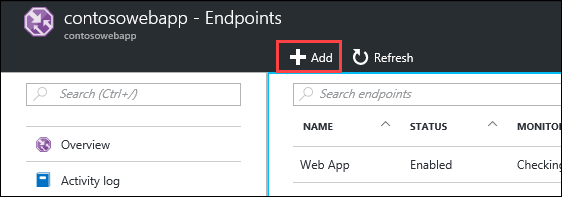 contosowebapp - Endpoints
contosowebapp
Add Refresh
Search (Ctrl+/)
Overview
Activity log
Search endpoints
NAME STATUS MONITO
Web App Enabled Checking